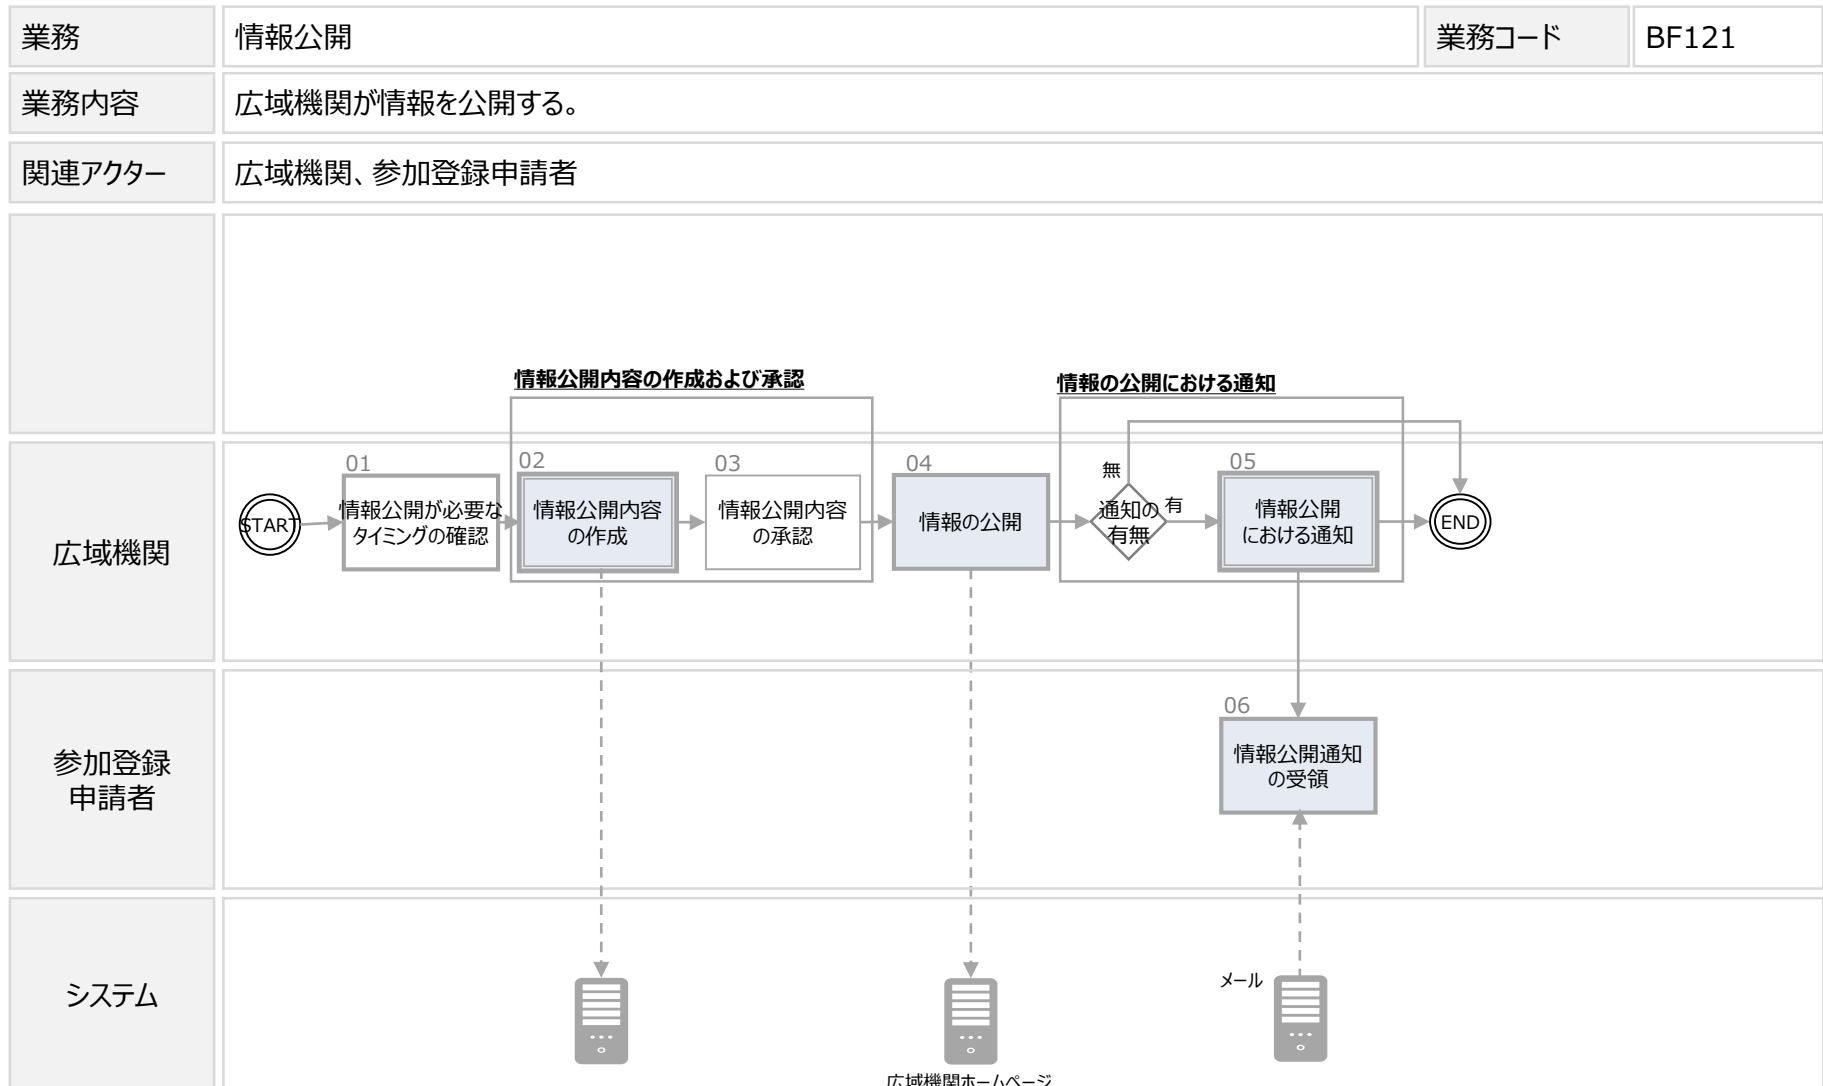 業務
情報公開
業務コード
BF121
業務内容
広域機関が情報を公開する。
関連アクター
広域機関、参加登録申請者
情報公開内容の作成および承認
情報の公開における通知
広域機関
START
01
情報公開が必要な
タイミングの確認
02
情報公開内容
の作成
03
情報公開内容
の承認
04
情報の公開
無
通知の
有無
有
05
情報公開
における通知
END
参加登録
申請者
06
情報公開通知
の受領
システム
メール
広域機関ホームページ